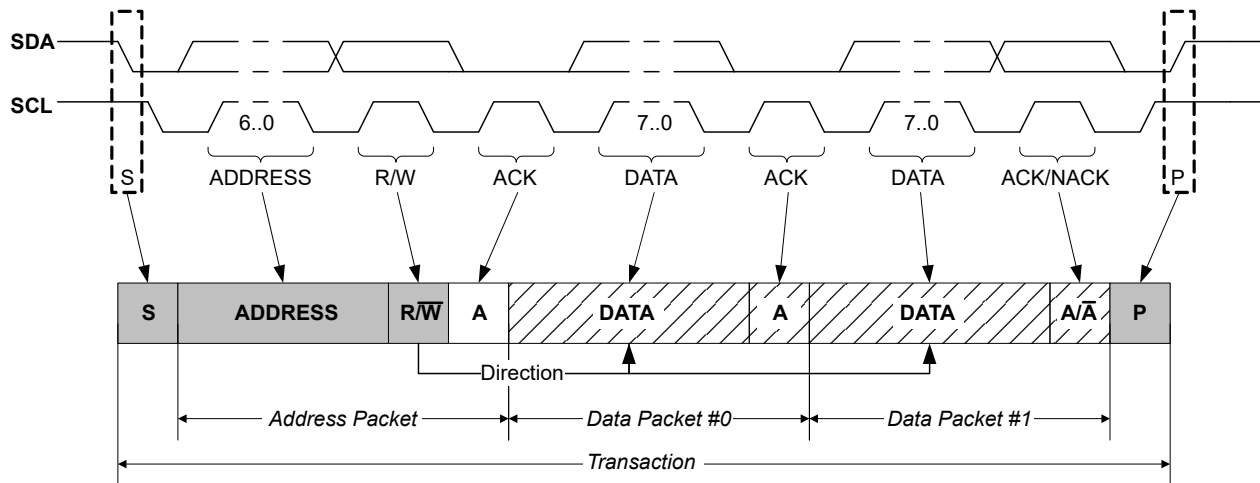 SDA
SCL
6..0
7..0
7..0
S
ADDRESS
R/W
ACK
DATA
ACK
DATA
ACK/NACK
P
S
ADDRESS
R/W̅
A
DATA
A
DATA
A/A̅
P
Direction
Address Packet
Data Packet #0
Data Packet #1
Transaction